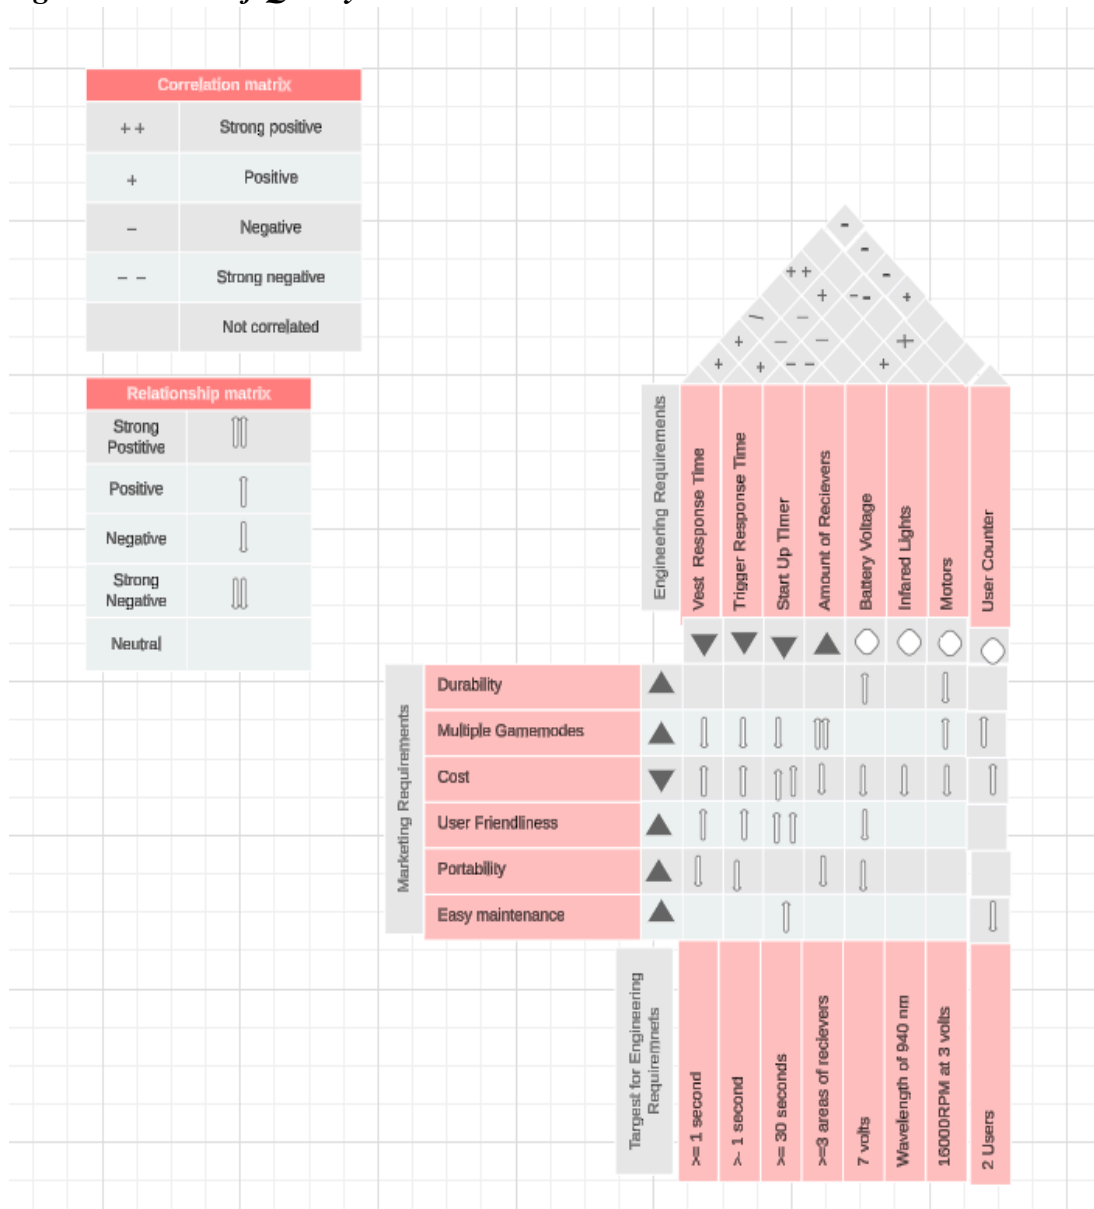 Correlation matrix
++ Strong positive
+ Positive
- Negative
-- Strong negative
Not correlated
Relationship matrix
Strong
Postitive
Positive
Negative
Strong
Negative
Neutral
Engineering Requirements
Vest Response Time
Trigger Response Time
Start Up TImer
Amount of Recievers
Battery Voltage
Infared Lights
Motors
User Counter
Marketing Requirements
Durability
Multiple Gamemodes
Cost
User Friendliness
Portability
Easy maintenance
Targest for Engineering
Requiremnets
>= 1 second
>- 1 second
>= 30 seconds
>=3 areas of recievers
7 volts
Wavelength of 940 nm
16000RPM at 3 volts
2 Users